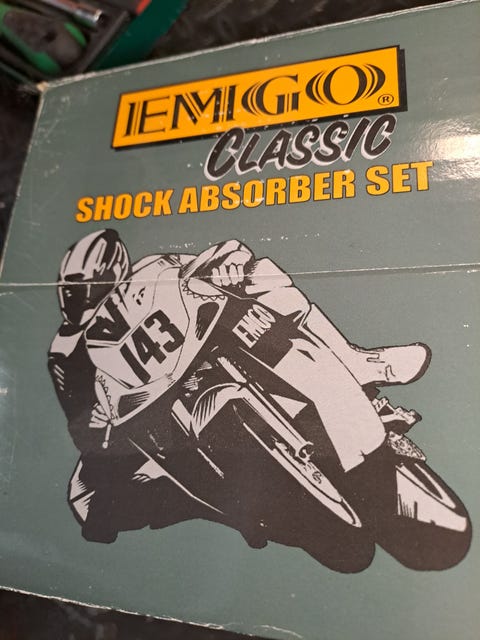 EMGO®
CLASSIC
SHOCK ABSORBER SET
143
EMGO